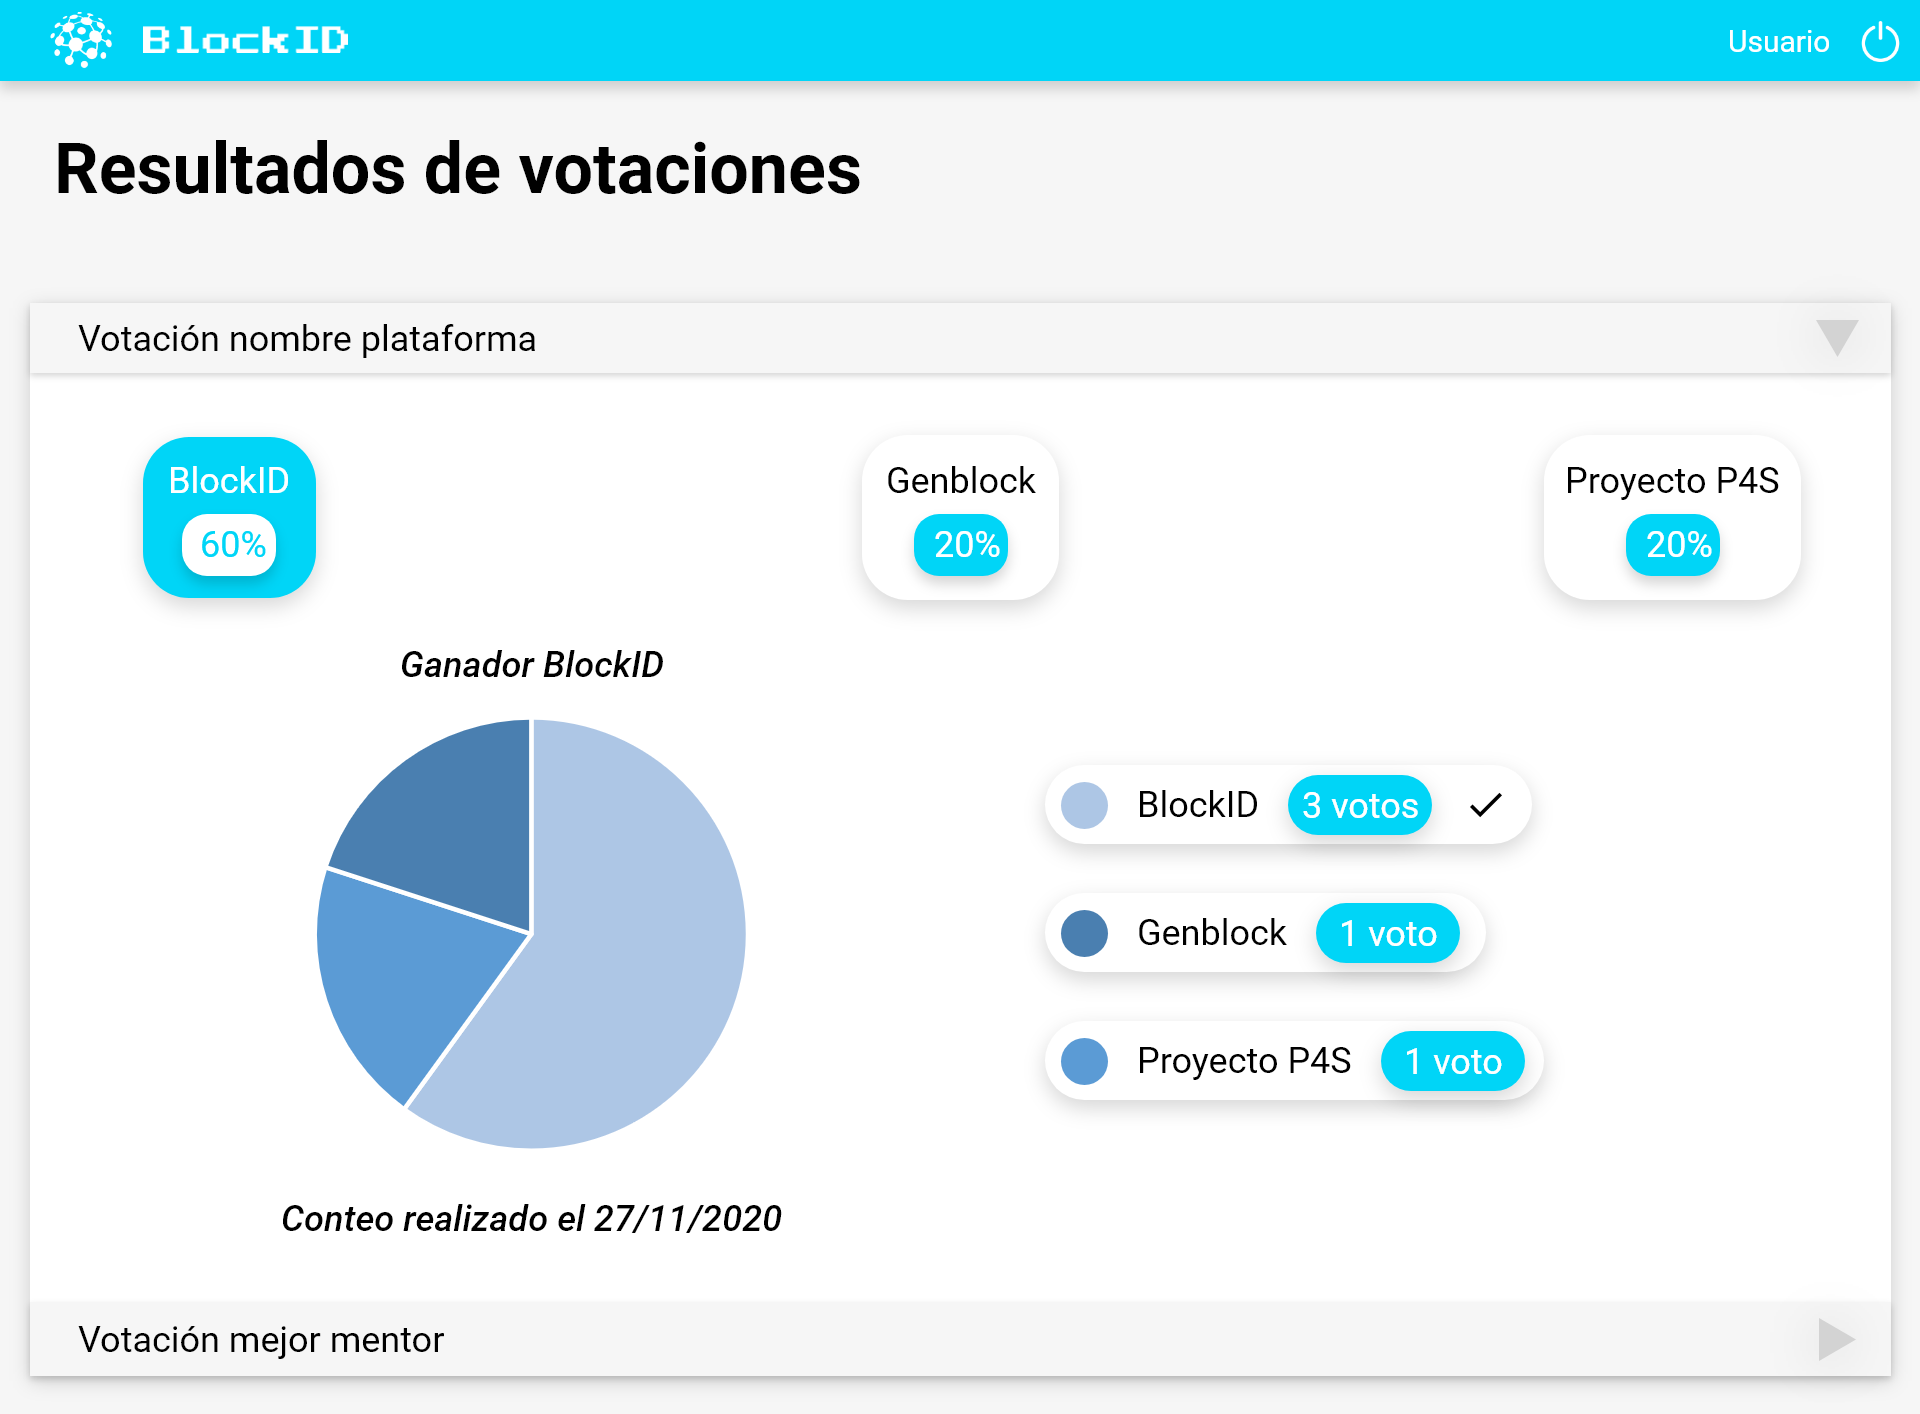 BlockID
Usuario
Resultados de votaciones
Votación nombre plataforma
BlockID
60%
Genblock
20%
Proyecto P4S
20%
Ganador BlockID
BlockID 3 votos
Genblock 1 voto
Proyecto P4S 1 voto
Conteo realizado el 27/11/2020
Votación mejor mentor